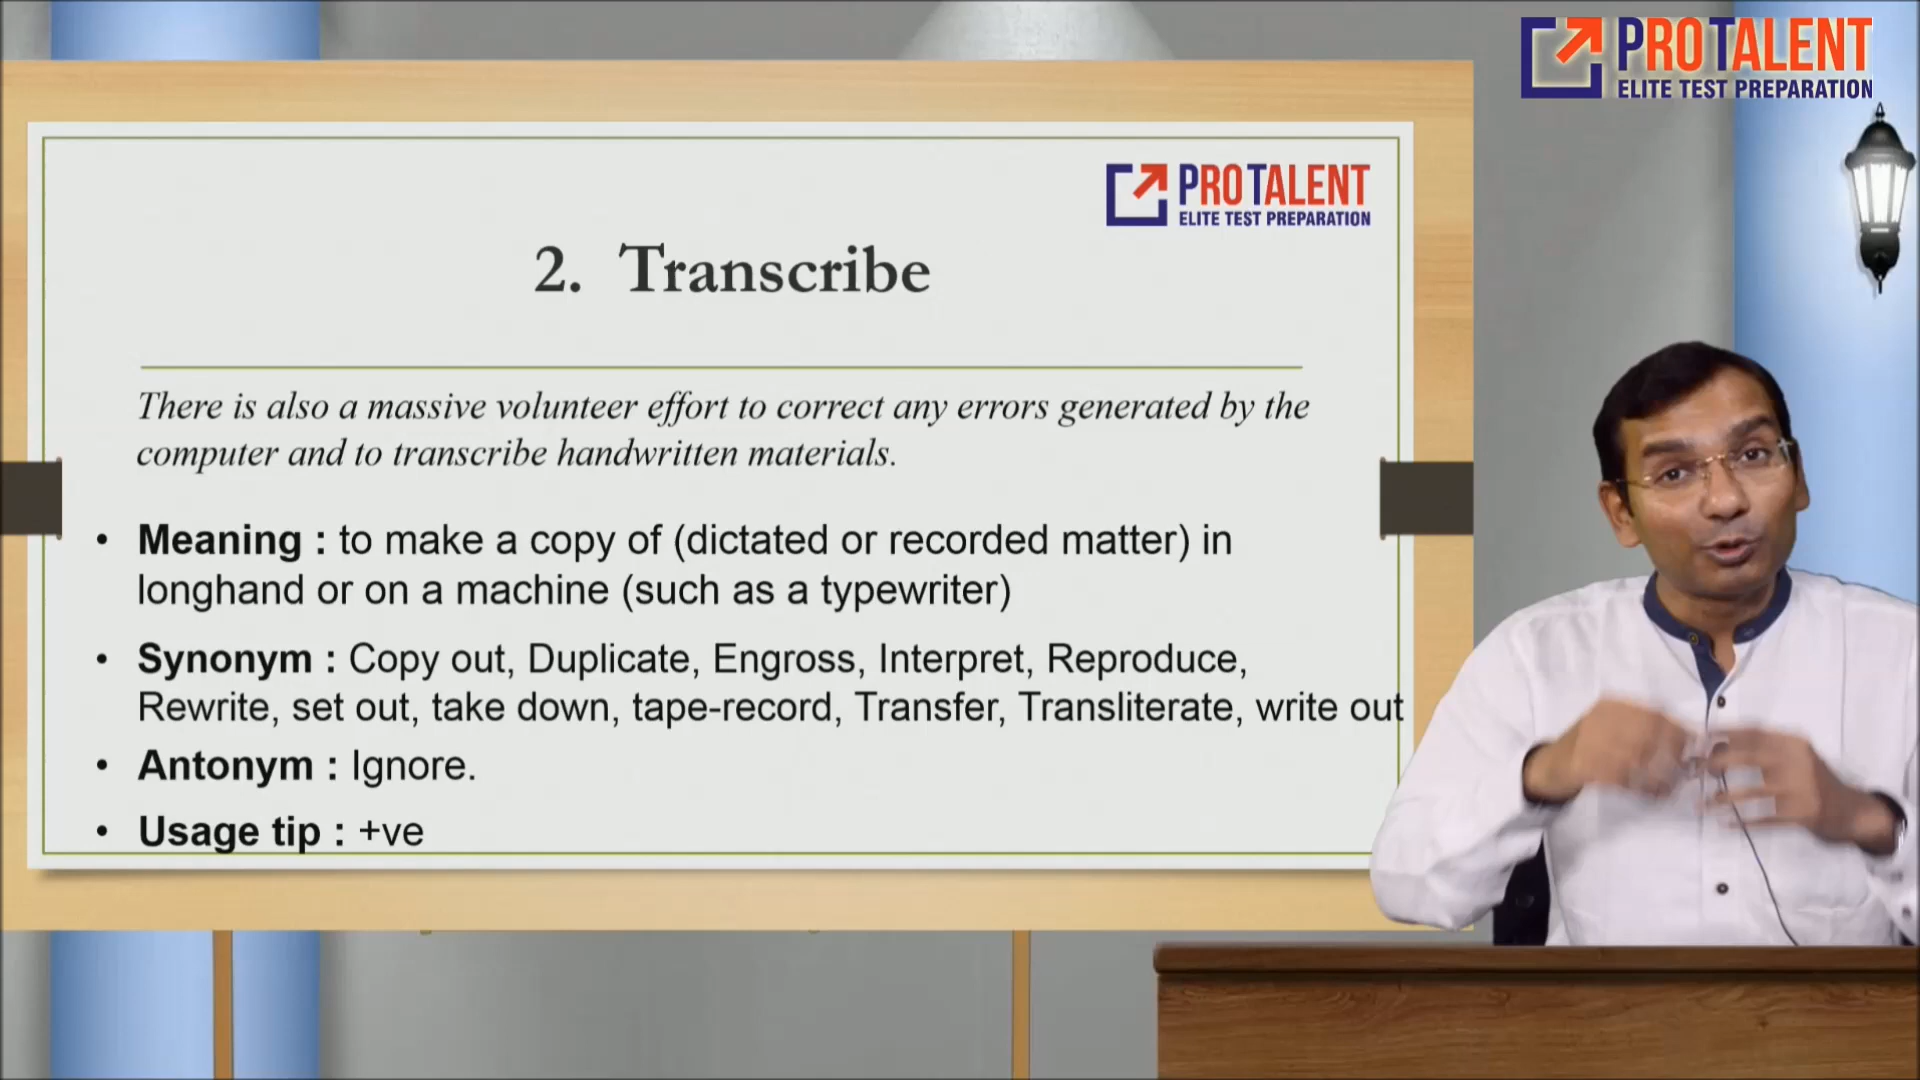 PROTALENT
ELITE TEST PREPARATION
PROTALENT
ELITE TEST PREPARATION
2. Transcribe
There is also a massive volunteer effort to correct any errors generated by the
computer and to transcribe handwritten materials.
• Meaning : to make a copy of (dictated or recorded matter) in
longhand or on a machine (such as a typewriter)
• Synonym : Copy out, Duplicate, Engross, Interpret, Reproduce,
Rewrite, set out, take down, tape-record, Transfer, Transliterate, write out
• Antonym : Ignore.
• Usage tip : +ve